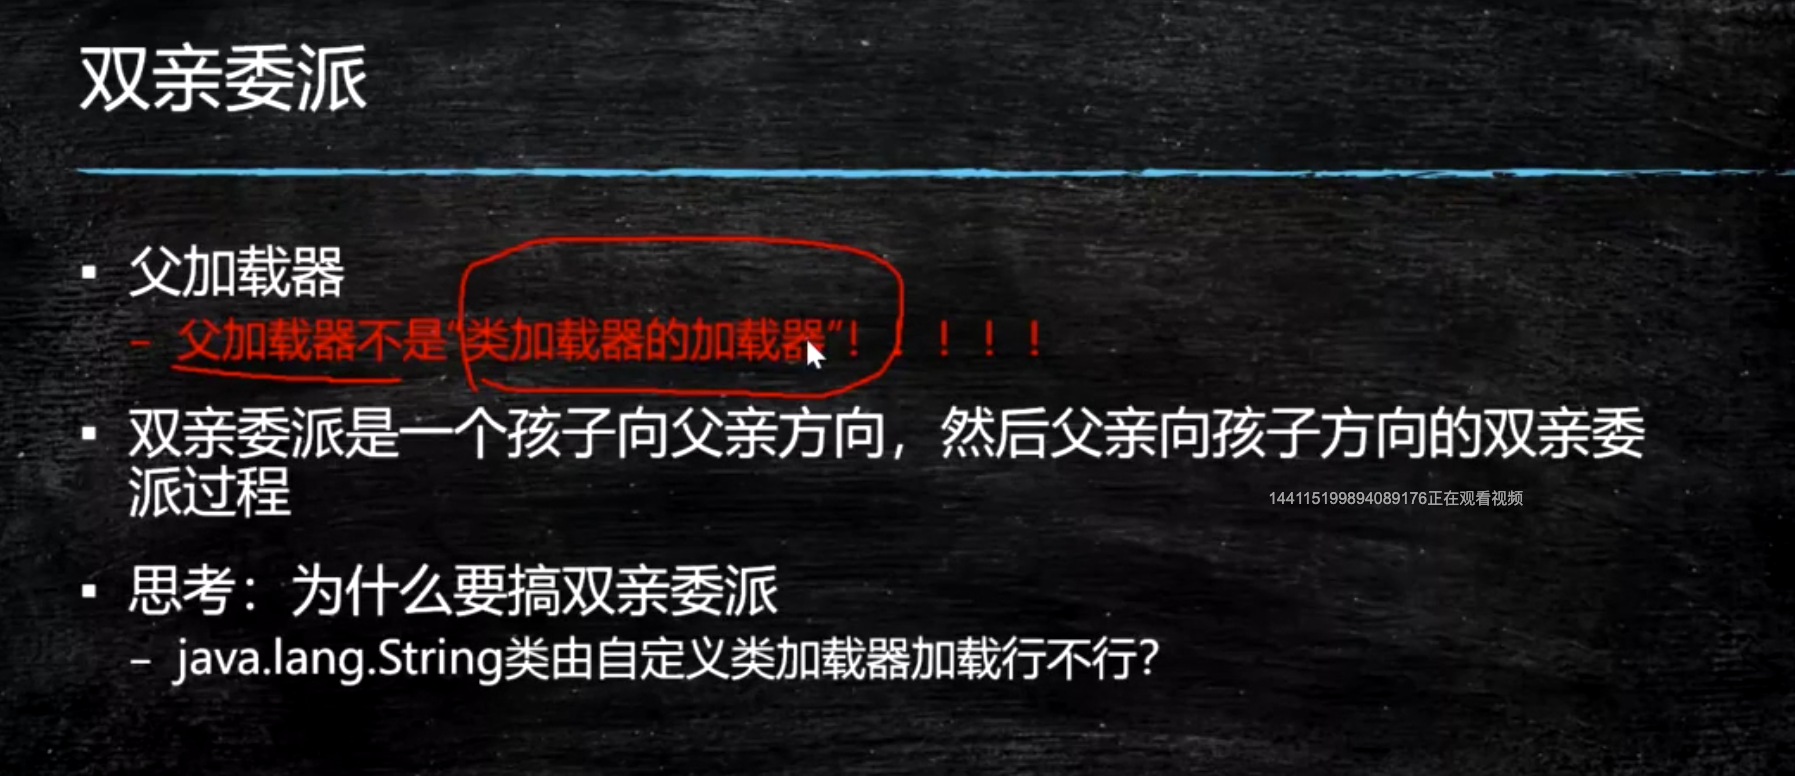 双亲委派
▪ 父加载器
– 父加载器不是“类加载器的加载器”！！！！！
▪ 双亲委派是一个孩子向父亲方向，然后父亲向孩子方向的双亲委
派过程
144115199894089176正在观看视频
▪ 思考：为什么要搞双亲委派
– java.lang.String类由自定义类加载器加载行不行？